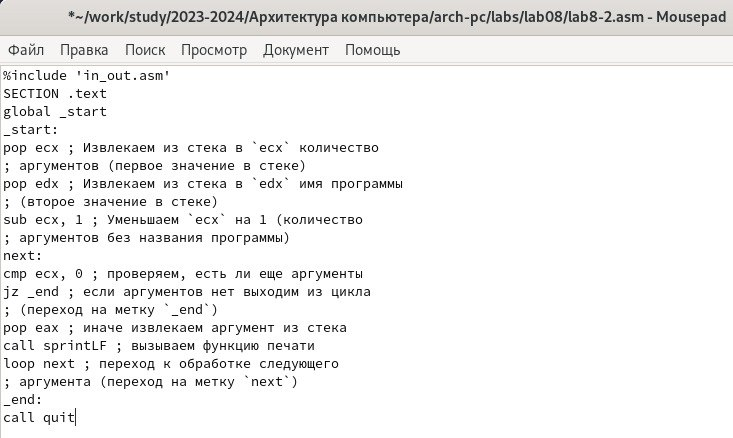 *~/work/study/2023-2024/Архитектура компьютера/arch-pc/labs/lab08/lab8-2.asm - Mousepad
Файл Правка Поиск Просмотр Документ Помощь
%include 'in_out.asm'
SECTION .text
global _start
_start:
pop ecx ; Извлекаем из стека в `ecx` количество
; аргументов (первое значение в стеке)
pop edx ; Извлекаем из стека в `edx` имя программы
; (второе значение в стеке)
sub ecx, 1 ; Уменьшаем `ecx` на 1 (количество
; аргументов без названия программы)
next:
cmp ecx, 0 ; проверяем, есть ли еще аргументы
jz _end ; если аргументов нет выходим из цикла
; (переход на метку `_end`)
pop eax ; иначе извлекаем аргумент из стека
call sprintLF ; вызываем функцию печати
loop next ; переход к обработке следующего
; аргумента (переход на метку `next`)
_end:
call quit